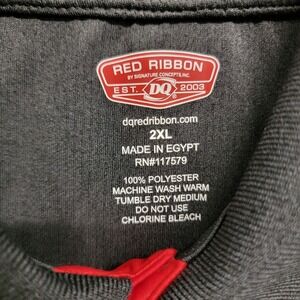 RED RIBBON
BY SIGNATURE CONCEPTS, INC.
EST. DQ 2003
dqredribbon.com
2XL
MADE IN EGYPT
RN#117579
100% POLYESTER
MACHINE WASH WARM
TUMBLE DRY MEDIUM
DO NOT USE
CHLORINE BLEACH